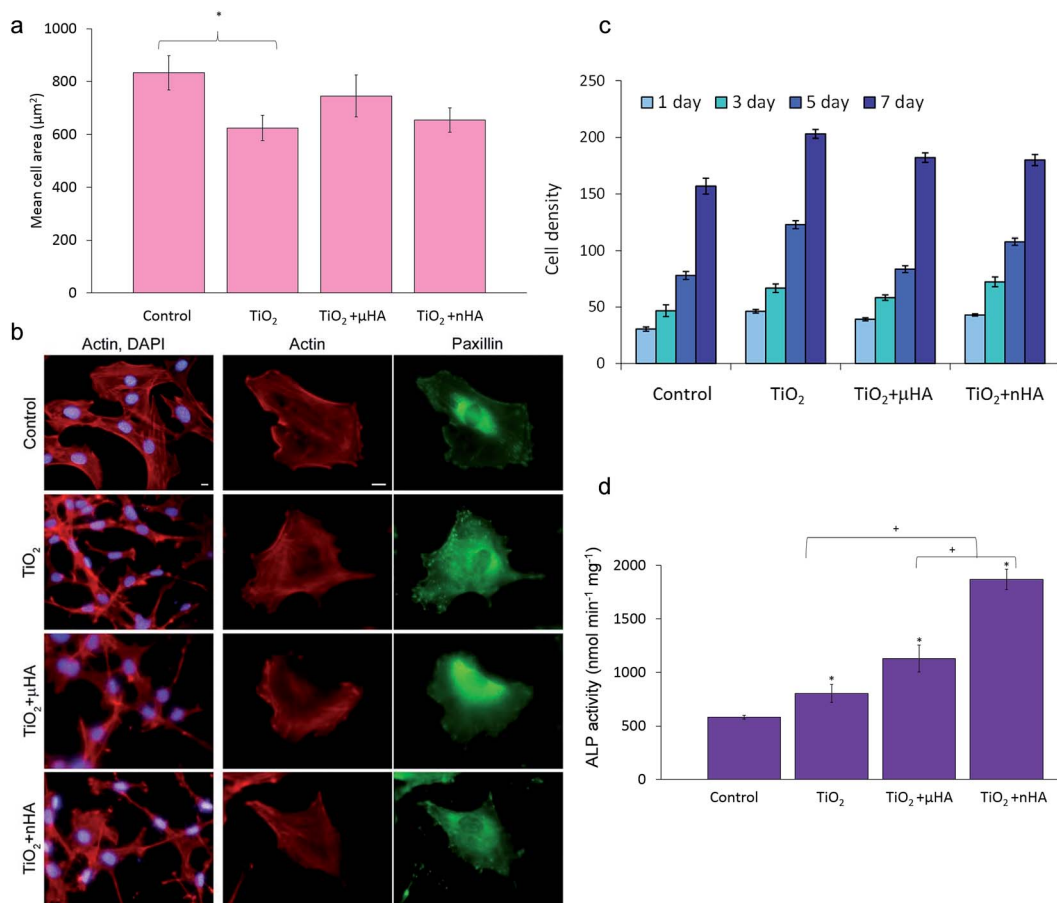 a
*
1000
800
600
400
200
0
Mean cell area (µm²)
Control TiO₂ TiO₂+µHA TiO₂+nHA
b
Actin, DAPI Actin Paxillin
Control
TiO₂
TiO₂+µHA
TiO₂+nHA
c
250
200
150
100
50
0
Cell density
1 day 3 day 5 day 7 day
Control TiO₂ TiO₂+µHA TiO₂+nHA
d
+
+
*
*
*
2000
1500
1000
500
0
ALP activity (nmol min⁻¹ mg⁻¹)
Control TiO₂ TiO₂+µHA TiO₂+nHA